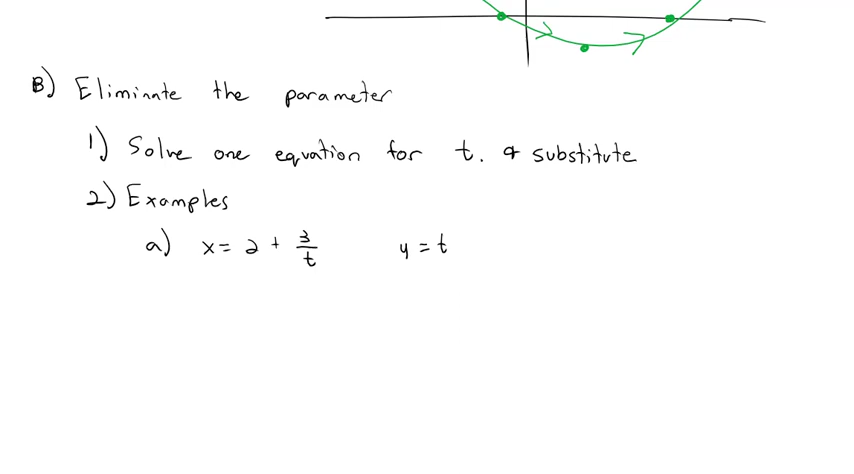 B) Eliminate the parameter
1) Solve one equation for t. & substitute
2) Examples
a) x = 2 + 3/t y = t